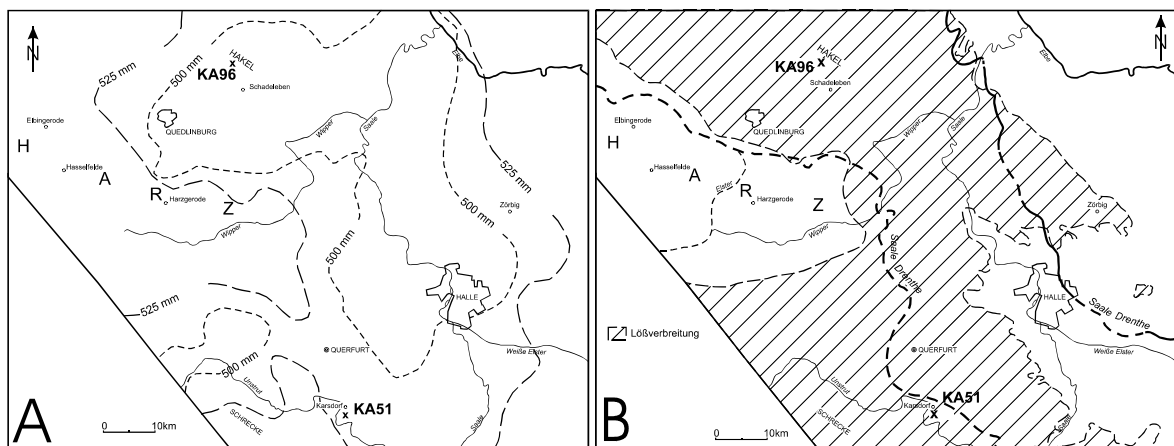 N
525 mm
500 mm
HAKEL
KA96
Schadeleben
Elbe
Elbingerode
QUEDLINBURG
H
Wipper
Saale
Hasselfelde
A
R
Harzgerode
Z
525 mm
500 mm
Zörbig
Wipper
500 mm
HALLE
525 mm
500 mm
QUERFURT
Weiße Elster
Unstrut
Karsdorf
KA51
SCHRECKE
Saale
A
0 10km
N
HAKEL
KA96
Schadeleben
Elbe
Elbingerode
QUEDLINBURG
H
Wipper
Saale
Hasselfelde
A
Elster
R
Harzgerode
Z
Zörbig
Wipper
Saale
Drenthe
HALLE
Saale Drenthe
Lößverbreitung
QUERFURT
Weiße Elster
Unstrut
Karsdorf
KA51
SCHRECKE
Saale
B
0 10km